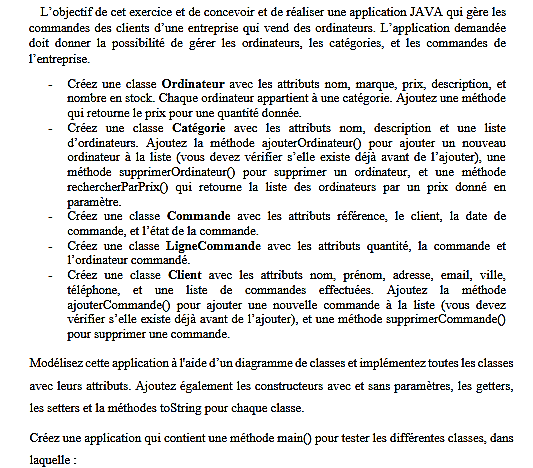 L'objectif de cet exercice et de concevoir et de réaliser une application JAVA qui gère les
commandes des clients d'une entreprise qui vend des ordinateurs. L'application demandée
doit donner la possibilité de gérer les ordinateurs, les catégories, et les commandes de
l'entreprise.
- Créez une classe Ordinateur avec les attributs nom, marque, prix, description, et
nombre en stock. Chaque ordinateur appartient à une catégorie. Ajoutez une méthode
qui retourne le prix pour une quantité donnée.
- Créez une classe Catégorie avec les attributs nom, description et une liste
d'ordinateurs. Ajoutez la méthode ajouterOrdinateur() pour ajouter un nouveau
ordinateur à la liste (vous devez vérifier s'elle existe déjà avant de l'ajouter), une
méthode supprimerOrdinateur() pour supprimer un ordinateur, et une méthode
rechercherParPrix() qui retourne la liste des ordinateurs par un prix donné en
paramètre.
- Créez une classe Commande avec les attributs référence, le client, la date de
commande, et l'état de la commande.
- Créez une classe LigneCommande avec les attributs quantité, la commande et
l'ordinateur commandé.
- Créez une classe Client avec les attributs nom, prénom, adresse, email, ville,
téléphone, et une liste de commandes effectuées. Ajoutez la méthode
ajouterCommande() pour ajouter une nouvelle commande à la liste (vous devez
vérifier s'elle existe déjà avant de l'ajouter), et une méthode supprimerCommande()
pour supprimer une commande.
Modélisez cette application à l'aide d'un diagramme de classes et implémentez toutes les classes
avec leurs attributs. Ajoutez également les constructeurs avec et sans paramètres, les getters,
les setters et la méthodes toString pour chaque classe.
Créez une application qui contient une méthode main() pour tester les différentes classes, dans
laquelle :